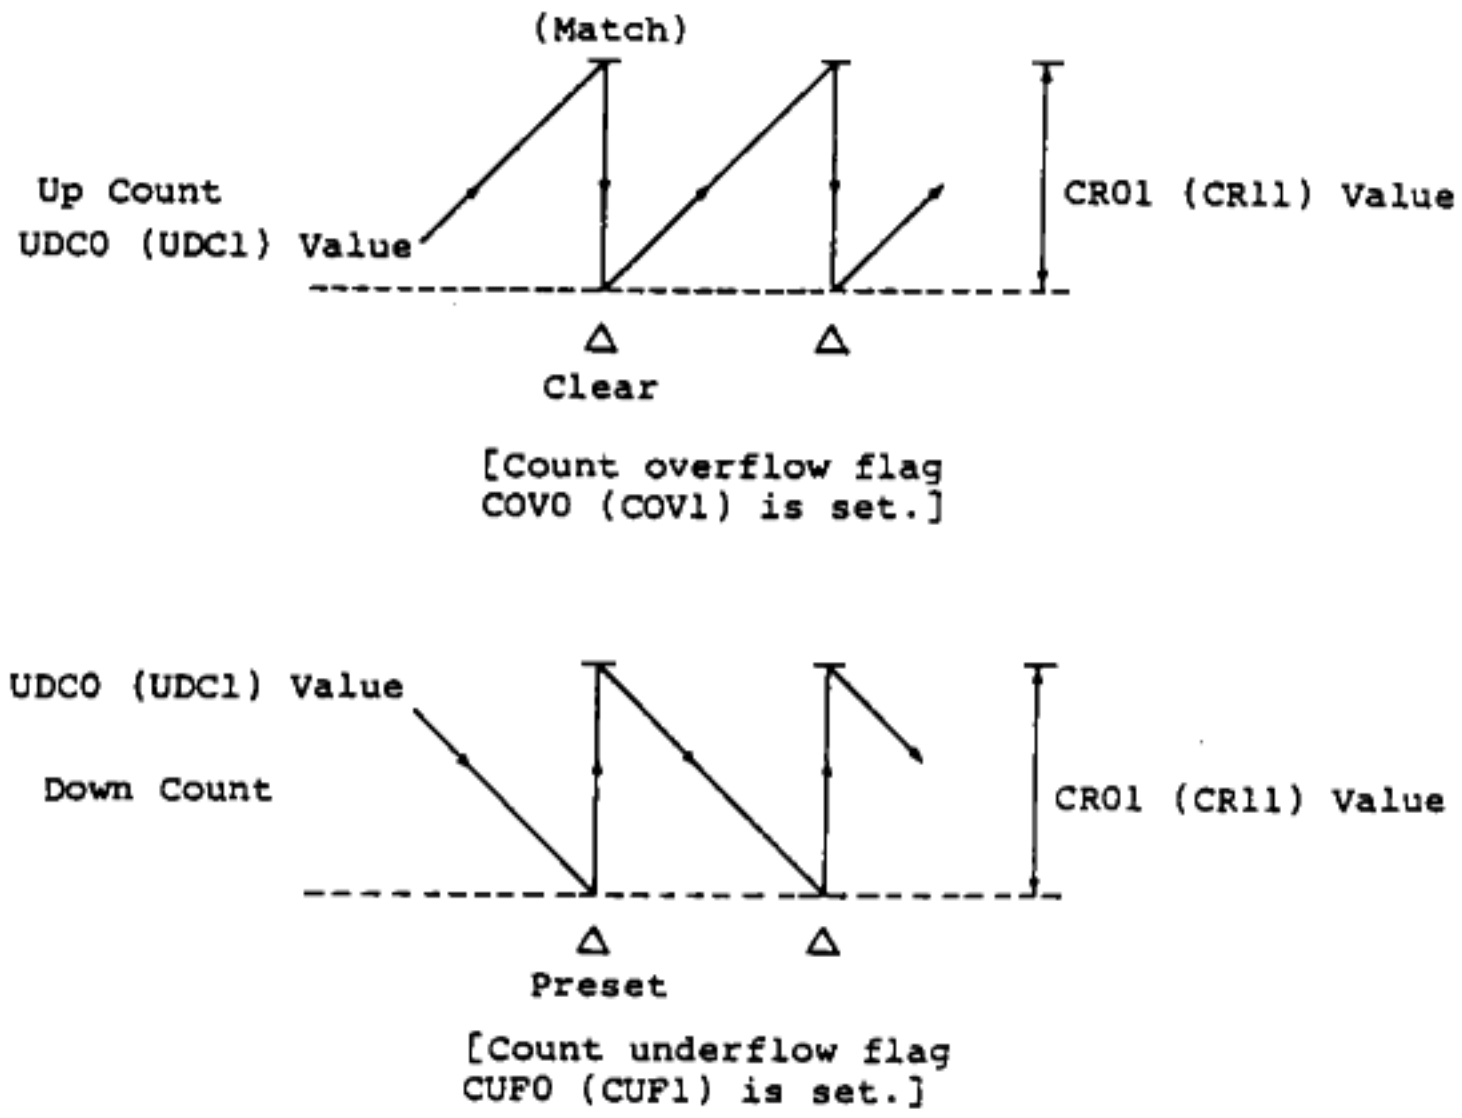 (Match)
Up Count
CR01 (CR11) Value
UDC0 (UDC1) Value
Clear
[Count overflow flag
COV0 (COV1) is set.]
UDC0 (UDC1) Value
Down Count
CR01 (CR11) Value
Preset
[Count underflow flag
CUF0 (CUF1) is set.]